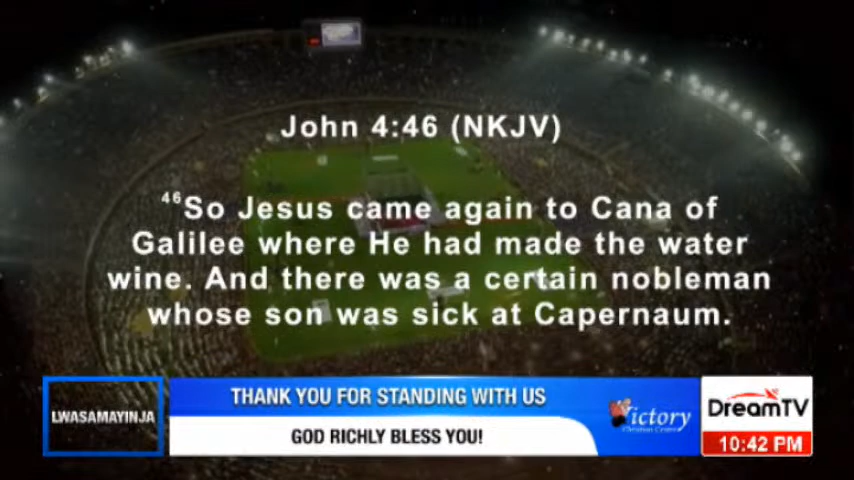 John 4:46 (NKJV)
46So Jesus came again to Cana of
Galilee where He had made the water
wine. And there was a certain nobleman
whose son was sick at Capernaum.
LWASAMAYINJA
THANK YOU FOR STANDING WITH US
GOD RICHLY BLESS YOU!
Victory
Christian Centre
DreamTV
10:42 PM